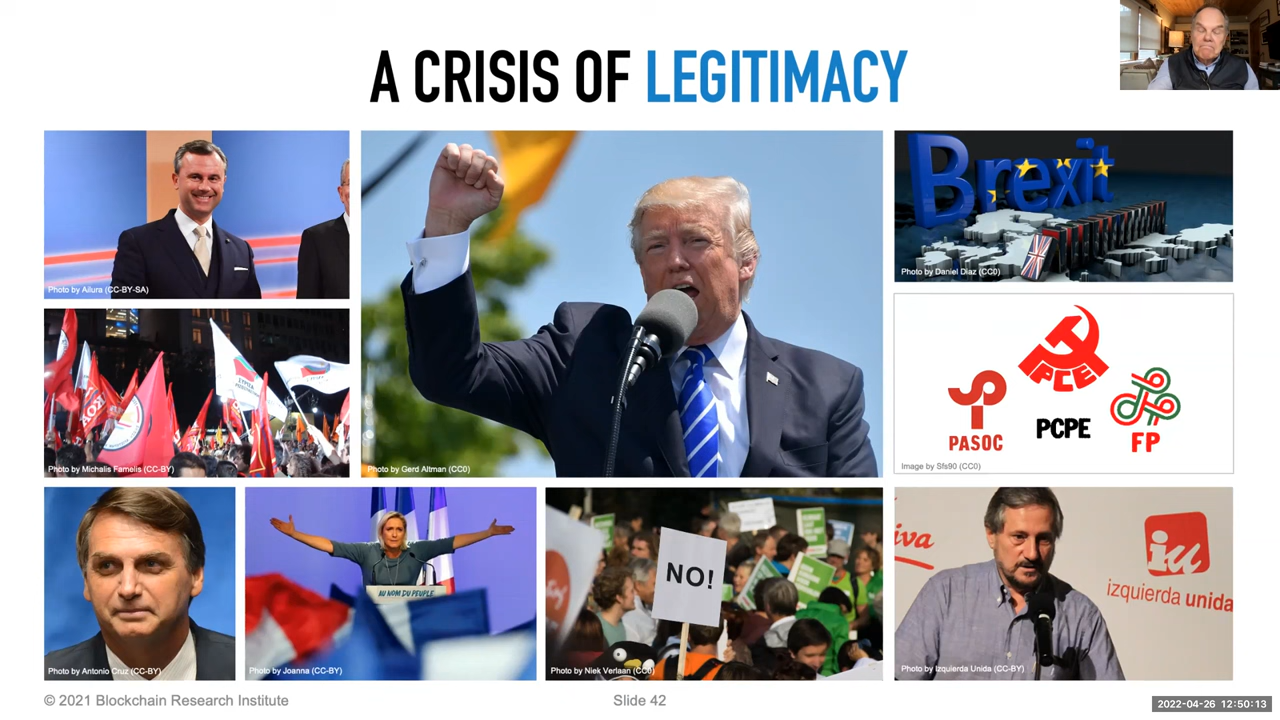 A CRISIS OF LEGITIMACY
Photo by Ailura (CC-BY-SA)
Photo by Michalis Famelis (CC-BY)
Photo by Gerd Altman (CC0)
Brexit
Photo by Daniel Diaz (CC0)
PCE
PASOC
PCPE
FP
Image by Sfs90 (CC0)
Photo by Antonio Cruz (CC-BY)
AU NOM DU PEUPLE
Photo by Joanna (CC-BY)
NO!
Photo by Niek Verlaan (CC0)
iva
iu
izquierda unida
Photo by Izquierda Unida (CC-BY)
© 2021 Blockchain Research Institute
Slide 42
2022-04-26 12:50:13